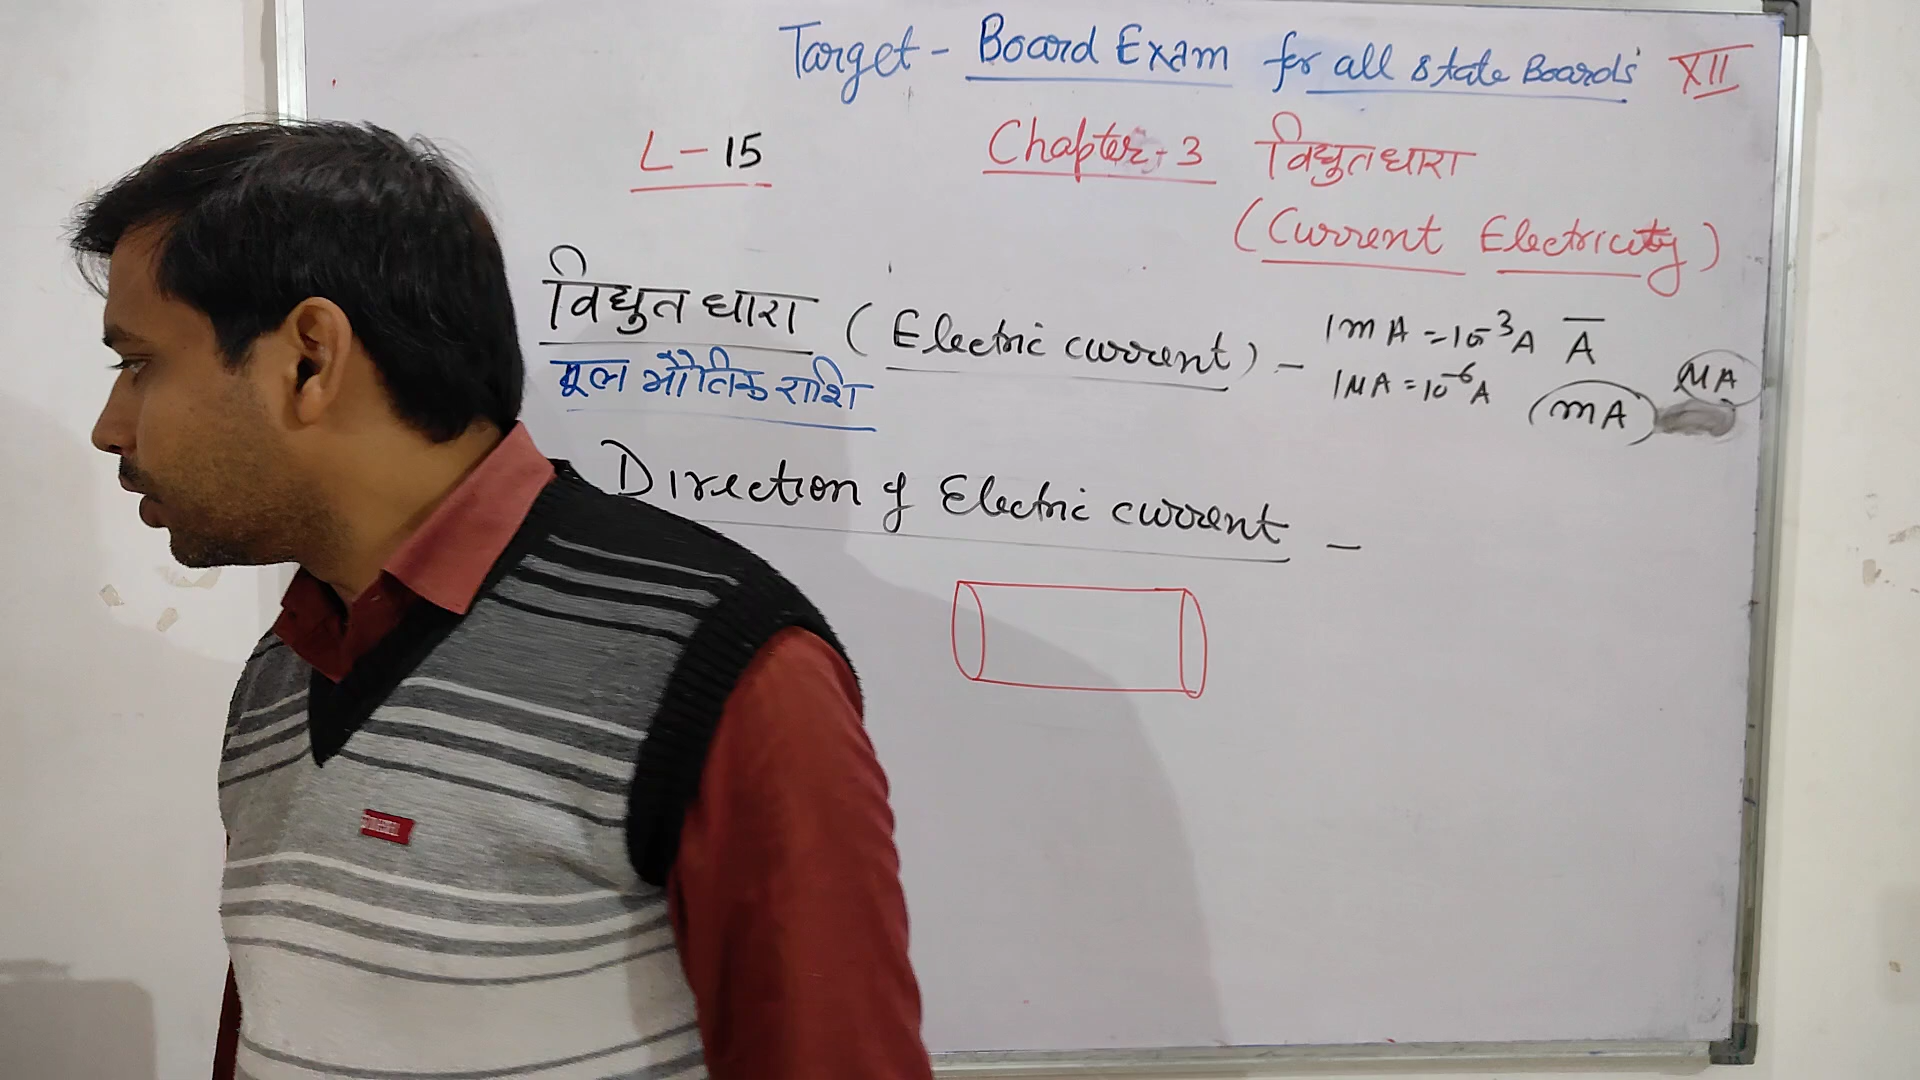 Target - Board Exam for all state Boards XII
L - 15 Chapter - 3 विद्युत धारा
(Current Electricity)
विद्युत धारा (Electric current) -
1mA = 10⁻³A A
1μA = 10⁻⁶A (mA) μA
मूल भौतिक राशि
Direction of Electric current -